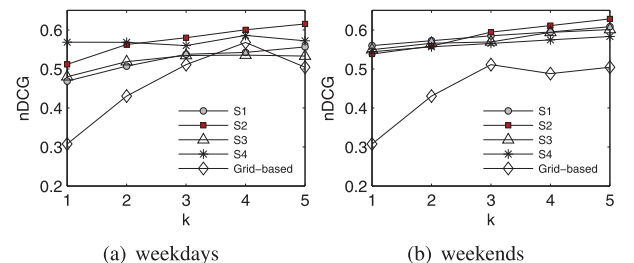 nDCG
0.6
0.5
0.4
0.3
0.2
1 2 3 4 5
k
S1
S2
S3
S4
Grid-based
(a) weekdays
nDCG
0.6
0.5
0.4
0.3
0.2
1 2 3 4 5
k
S1
S2
S3
S4
Grid-based
(b) weekends